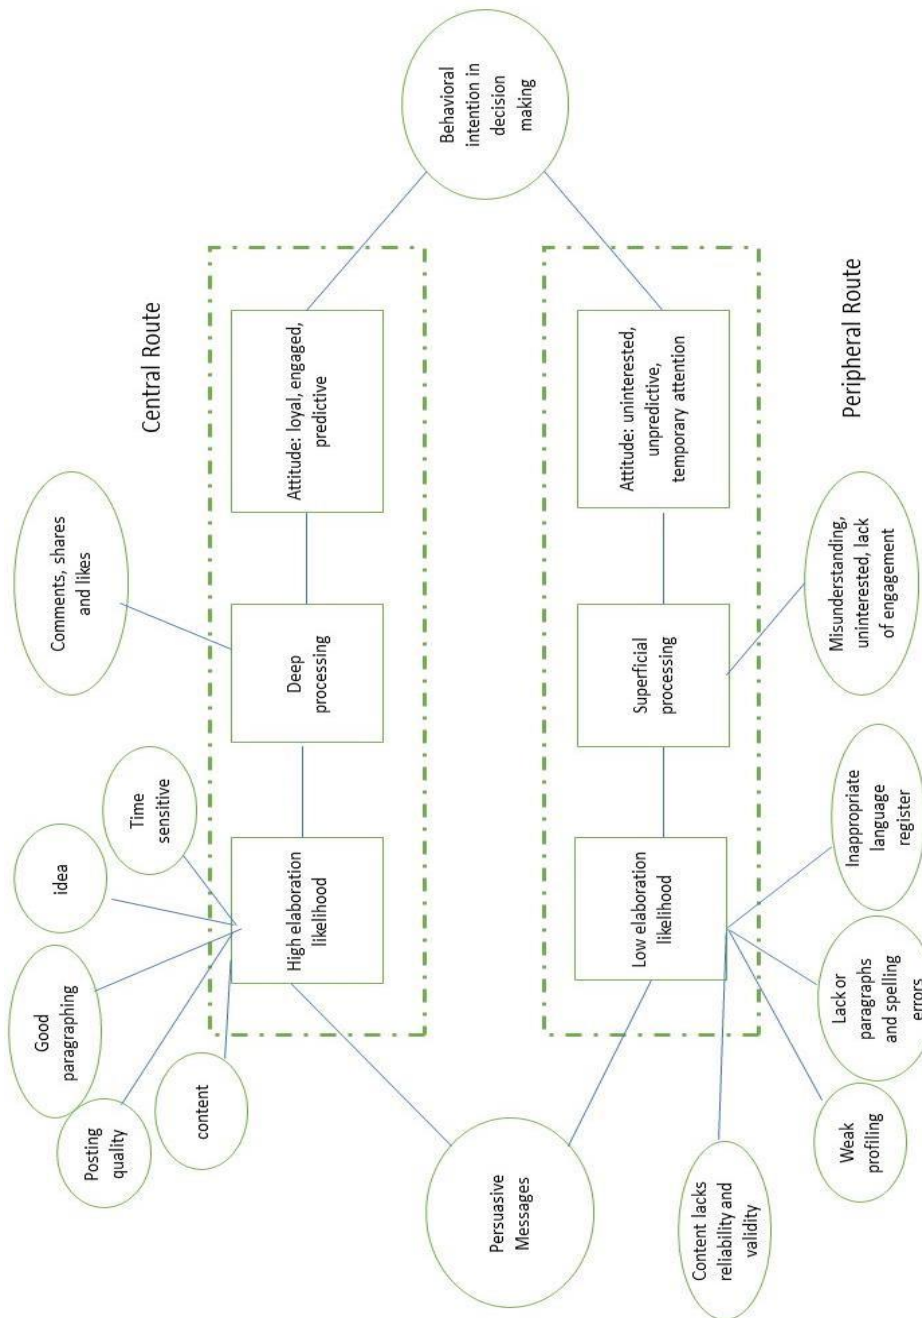 Posting
quality
Good
paragraphing
idea
content
Time
sensitive
Comments, shares
and likes
Central Route
High elaboration
likelihood
Deep
processing
Attitude: loyal, engaged,
predictive
Persuasive
Messages
Behavioral
intention in
decision
making
Low elaboration
likelihood
Superficial
processing
Attitude: uninterested,
unpredictive,
temporary attention
Content lacks
reliability and
validity
Weak
profiling
Lack or
paragraphs
and spelling
errors
Inappropriate
language
register
Misunderstanding,
uninterested, lack
of engagement
Peripheral Route